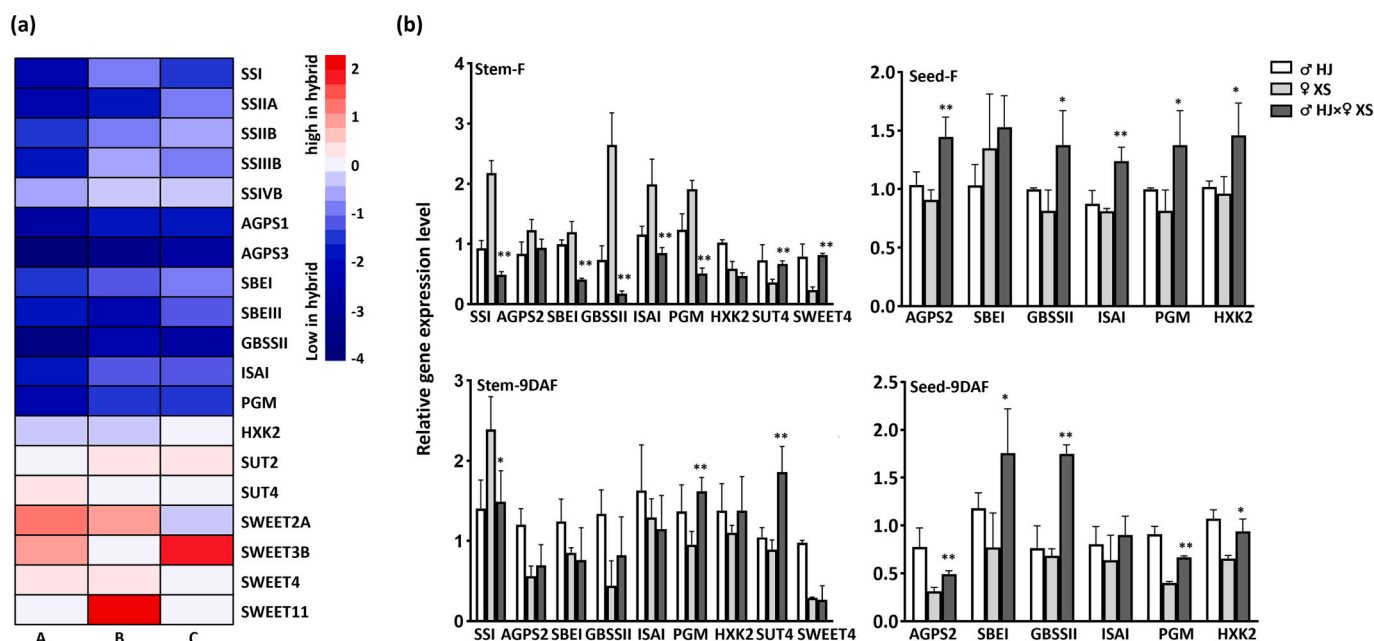 (a)
SSI
SSIIA
SSIIB
SSIIIB
SSIVB
AGPS1
AGPS3
SBEI
SBEIII
GBSSII
ISAI
PGM
HXK2
SUT2
SUT4
SWEET2A
SWEET3B
SWEET4
SWEET11
A B C
high in hybrid
Low in hybrid
2
1
0
-1
-2
-3
-4
(b)
Relative gene expression level
Stem-F
4
3
2
1
0
** ** ** ** ** ** **
SSI AGPS2 SBEI GBSSII ISAI PGM HXK2 SUT4 SWEET4
Seed-F
2.0
1.5
1.0
0.5
0.0
** * ** * *
AGPS2 SBEI GBSSII ISAI PGM HXK2
♂ HJ
♀ XS
♂ HJ×♀ XS
Stem-9DAF
3
2
1
0
* ** **
SSI AGPS2 SBEI GBSSII ISAI PGM HXK2 SUT4 SWEET4
Seed-9DAF
2.5
2.0
1.5
1.0
0.5
0.0
** * ** ** *
AGPS2 SBEI GBSSII ISAI PGM HXK2